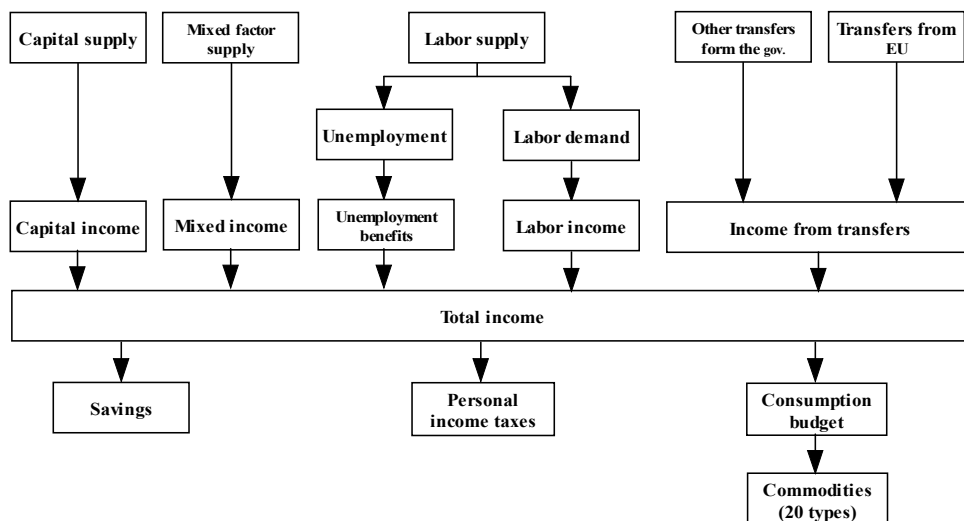 Capital supply
Mixed factor
supply
Labor supply
Other transfers
form the gov.
Transfers from
EU
Unemployment
Labor demand
Capital income
Mixed income
Unemployment
benefits
Labor income
Income from transfers
Total income
Savings
Personal
income taxes
Consumption
budget
Commodities
(20 types)